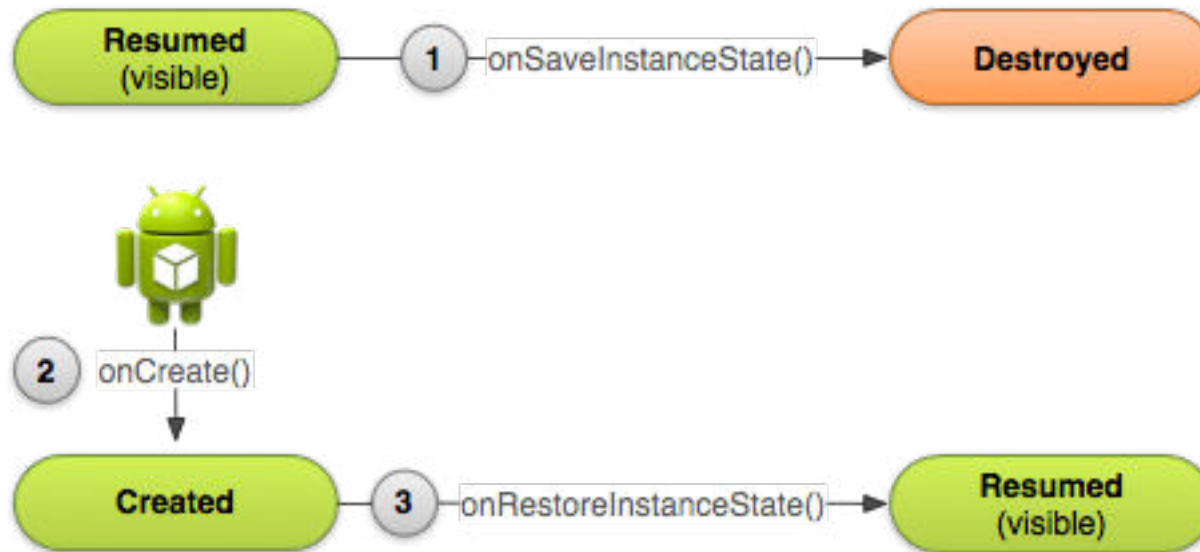 Resumed
(visible)
1
onSaveInstanceState()
Destroyed
2
onCreate()
Created
3
onRestoreInstanceState()
Resumed
(visible)